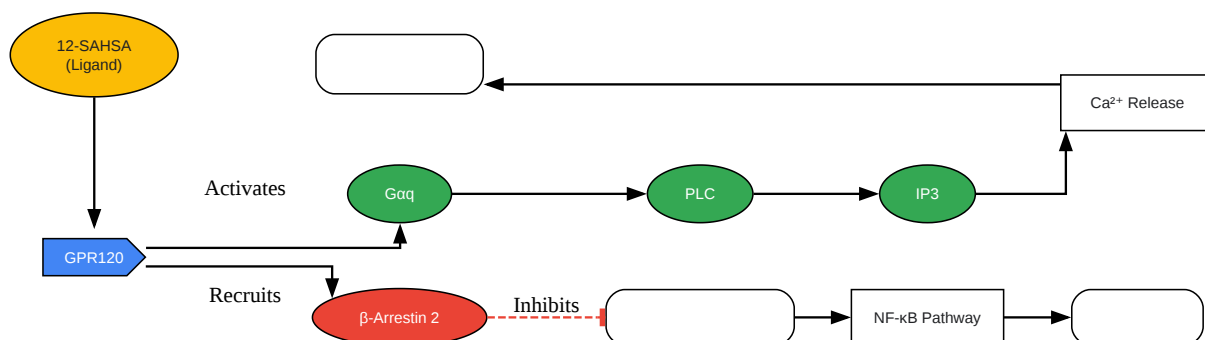 12-SAHSA
(Ligand)
Ca²⁺ Release
Activates
Gαq
PLC
IP3
GPR120
Recruits
β-Arrestin 2
Inhibits
NF-κB Pathway